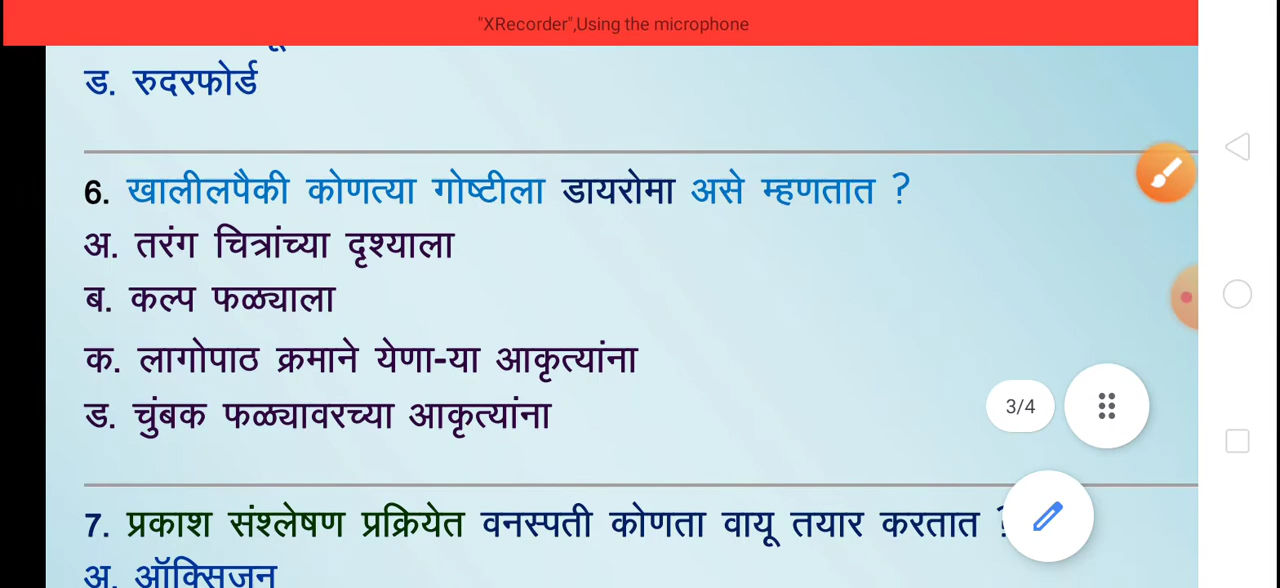 "XRecorder",Using the microphone
ड. रुदरफोर्ड
6. खालीलपैकी कोणत्या गोष्टीला डायरोमा असे म्हणतात ?
अ. तरंग चित्रांच्या दृश्याला
ब. कल्प फळ्याला
क. लागोपाठ क्रमाने येणा-या आकृत्यांना
3/4
ड. चुंबक फळ्यावरच्या आकृत्यांना
7. प्रकाश संश्लेषण प्रक्रियेत वनस्पती कोणता वायू तयार करतात ?
अ. ऑक्सिजन